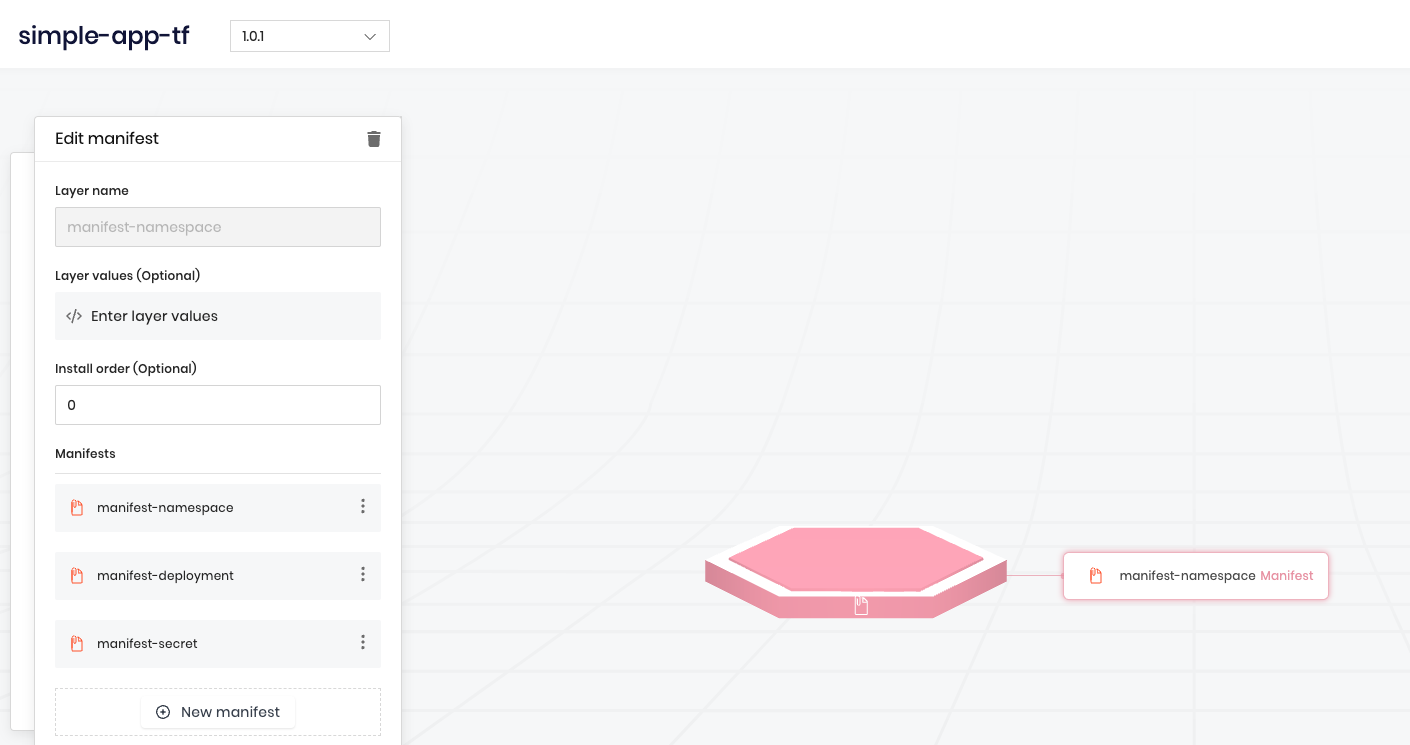 simple-app-tf
1.0.1
Edit manifest
Layer name
manifest-namespace
Layer values (Optional)
</> Enter layer values
Install order (Optional)
0
Manifests
manifest-namespace
manifest-deployment
manifest-secret
New manifest
manifest-namespace Manifest